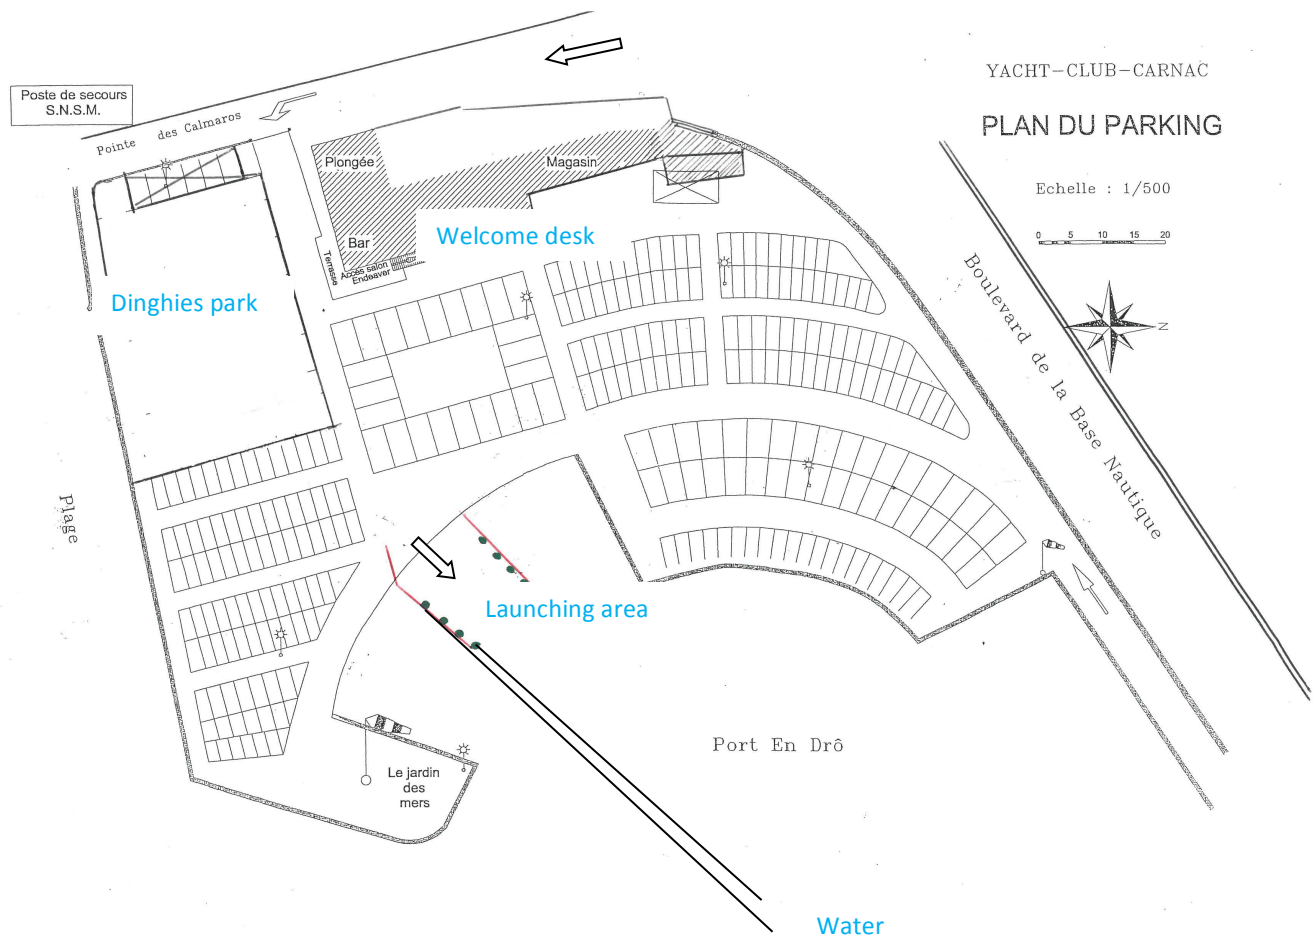 YACHT-CLUB-CARNAC
PLAN DU PARKING
Echelle : 1/500
0 5 10 15 20
N
Poste de secours
S.N.S.M.
Pointe des Calmaros
Plongée
Magasin
Bar
Welcome desk
Terrasse
Accès salon
Endeaver
Dinghies park
Boulevard de la Base Nautique
Plage
Launching area
Port En Drô
Le jardin
des
mers
Water